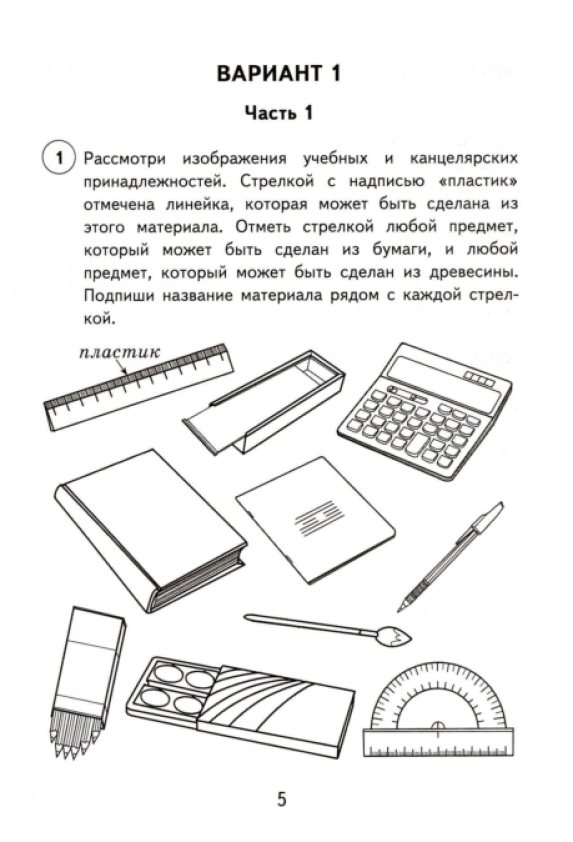 ВАРИАНТ 1
Часть 1
1 Рассмотри изображения учебных и канцелярских
принадлежностей. Стрелкой с надписью «пластик»
отмечена линейка, которая может быть сделана из
этого материала. Отметь стрелкой любой предмет,
который может быть сделан из бумаги, и любой
предмет, который может быть сделан из древесины.
Подпиши название материала рядом с каждой стрел-
кой.
пластик
5